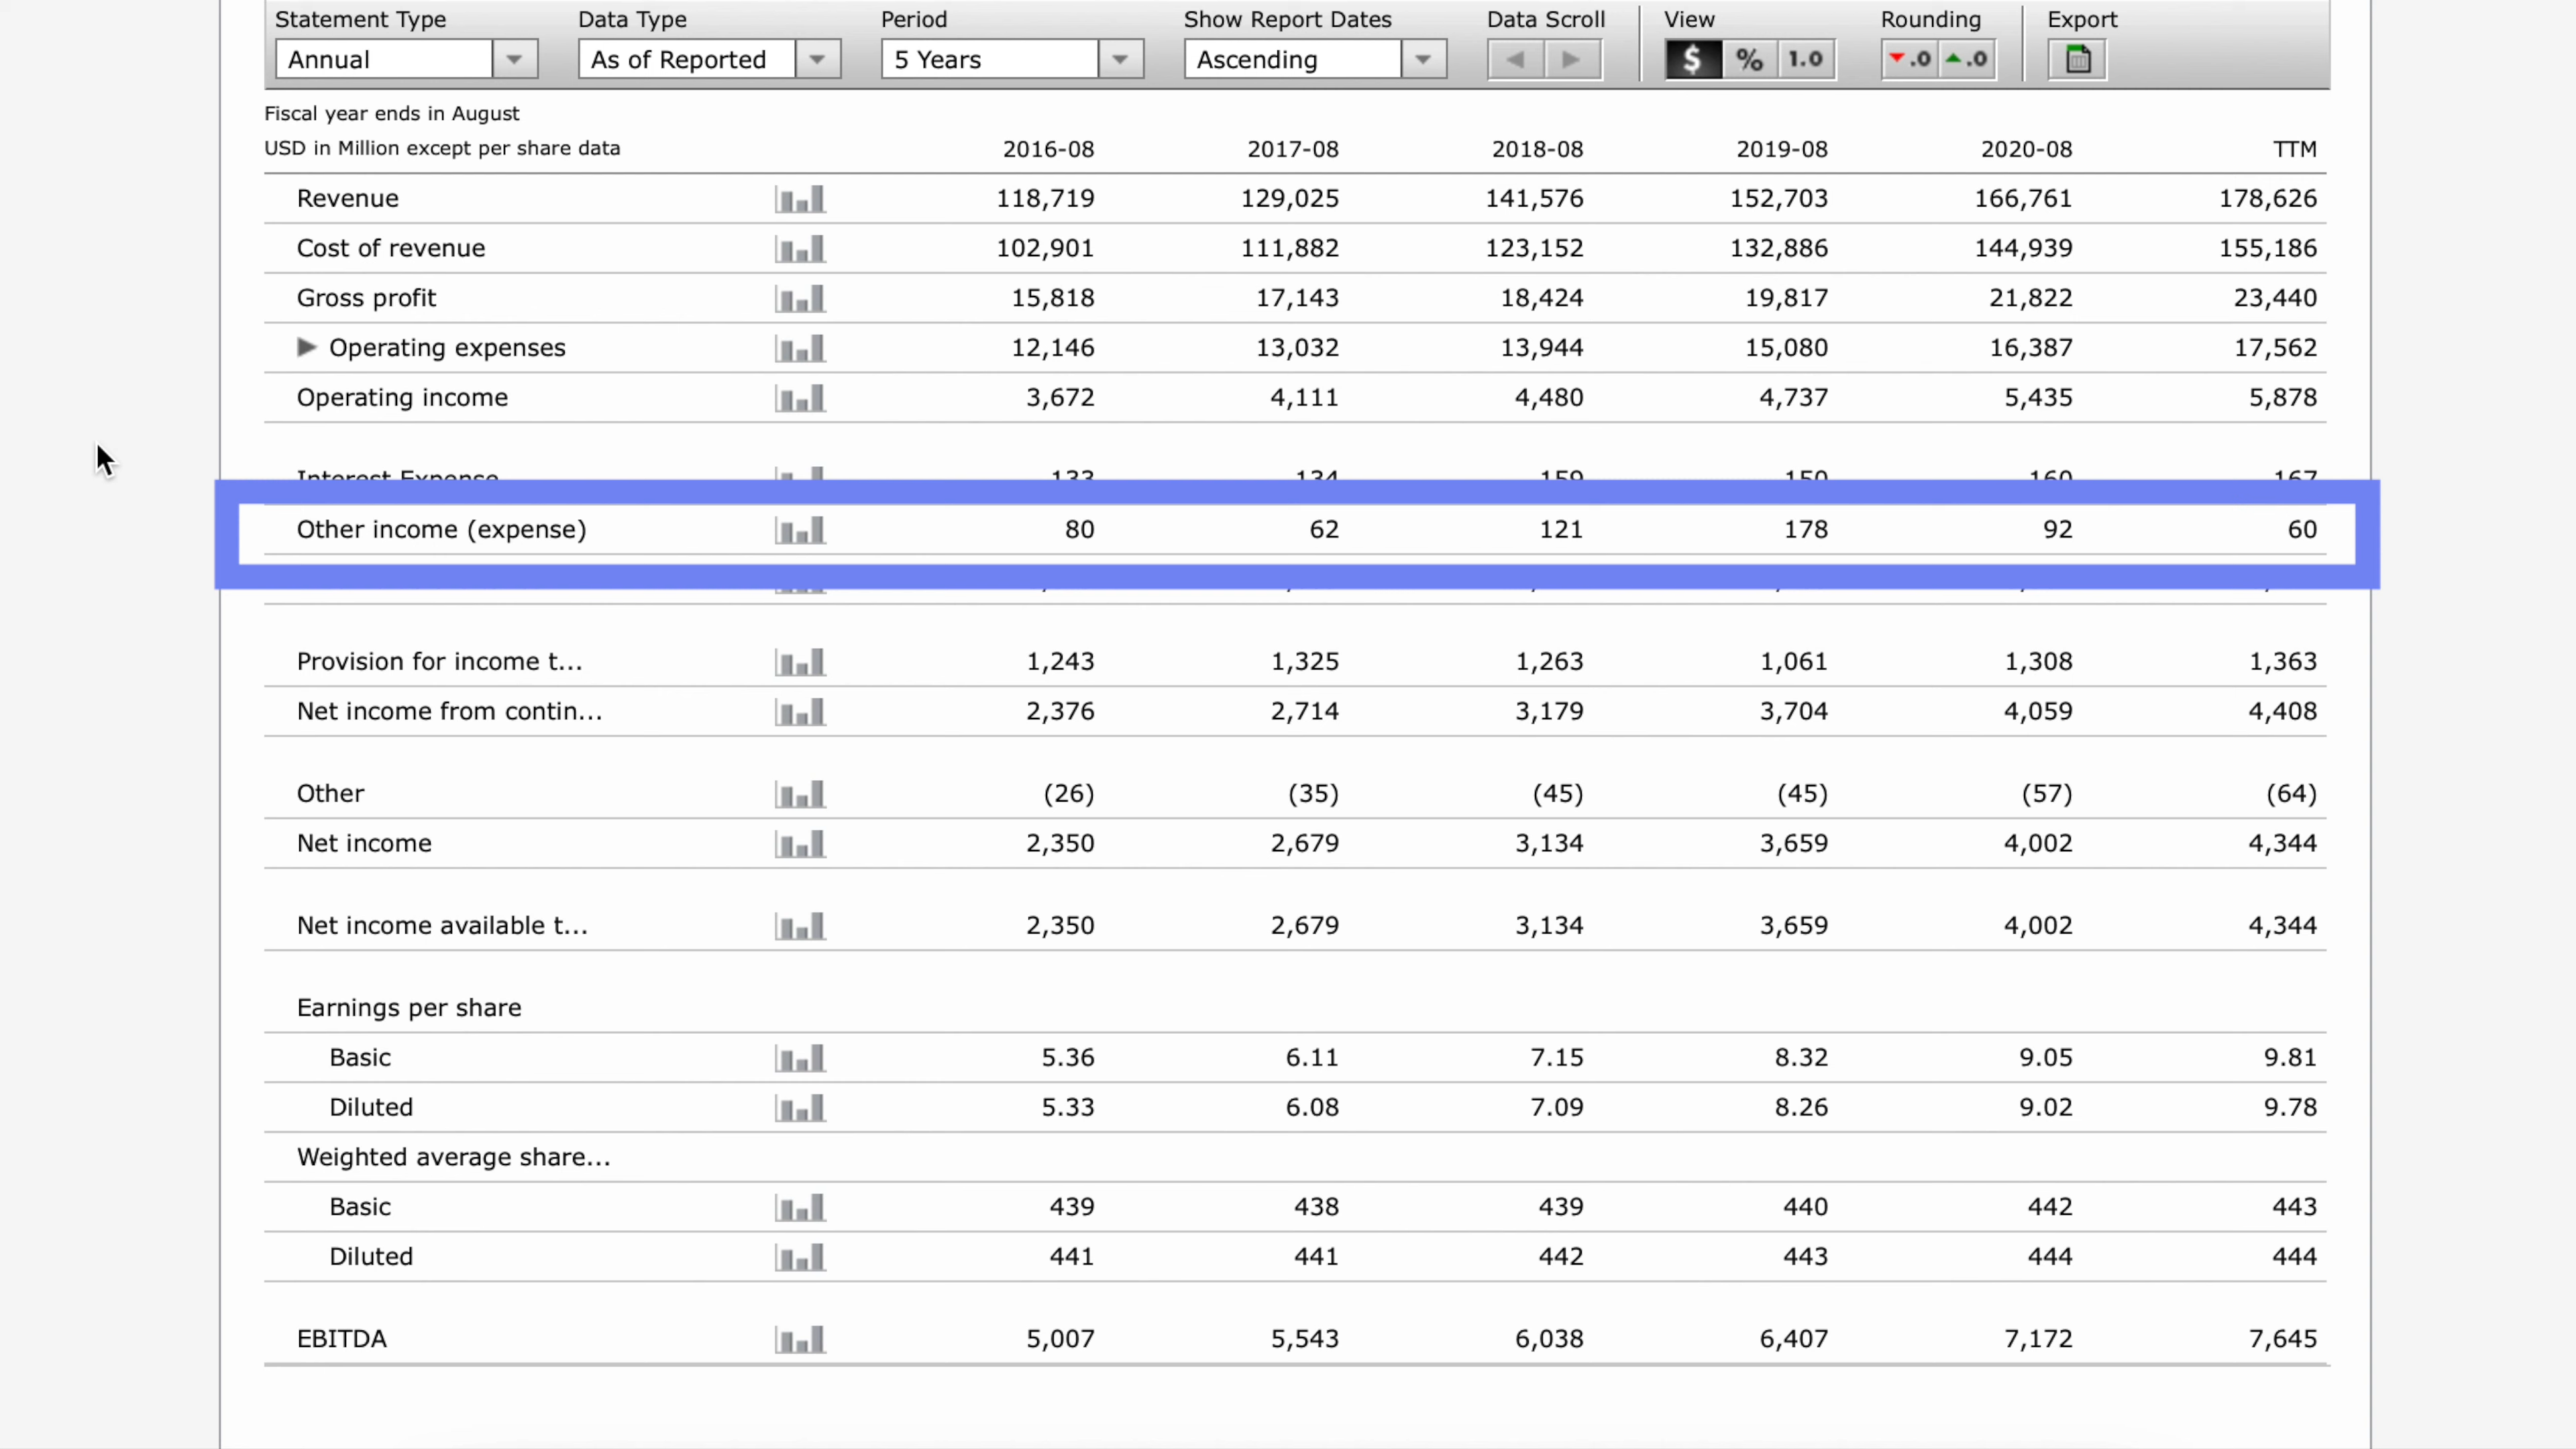 Statement Type Data Type Period Show Report Dates Data Scroll View Rounding Export
Annual As of Reported 5 Years Ascending $ % 1.0 .0 .0
Fiscal year ends in August
USD in Million except per share data 2016-08 2017-08 2018-08 2019-08 2020-08 TTM
Revenue 118,719 129,025 141,576 152,703 166,761 178,626
Cost of revenue 102,901 111,882 123,152 132,886 144,939 155,186
Gross profit 15,818 17,143 18,424 19,817 21,822 23,440
Operating expenses 12,146 13,032 13,944 15,080 16,387 17,562
Operating income 3,672 4,111 4,480 4,737 5,435 5,878
Interest Expense 133 134 159 150 160 167
Other income (expense) 80 62 121 178 92 60
Provision for income t... 1,243 1,325 1,263 1,061 1,308 1,363
Net income from contin... 2,376 2,714 3,179 3,704 4,059 4,408
Other (26) (35) (45) (45) (57) (64)
Net income 2,350 2,679 3,134 3,659 4,002 4,344
Net income available t... 2,350 2,679 3,134 3,659 4,002 4,344
Earnings per share
Basic 5.36 6.11 7.15 8.32 9.05 9.81
Diluted 5.33 6.08 7.09 8.26 9.02 9.78
Weighted average share...
Basic 439 438 439 440 442 443
Diluted 441 441 442 443 444 444
EBITDA 5,007 5,543 6,038 6,407 7,172 7,645